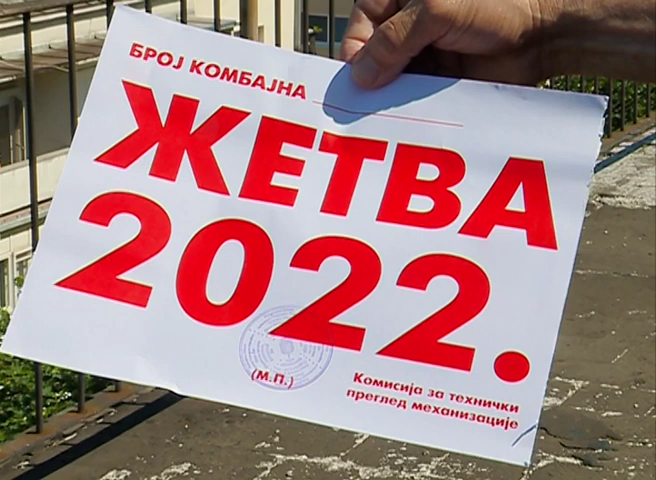 БРОЈ КОМБАЈНА
ЖЕТВА
2022.
(М.П.)
Комисија за технички
преглед механизације